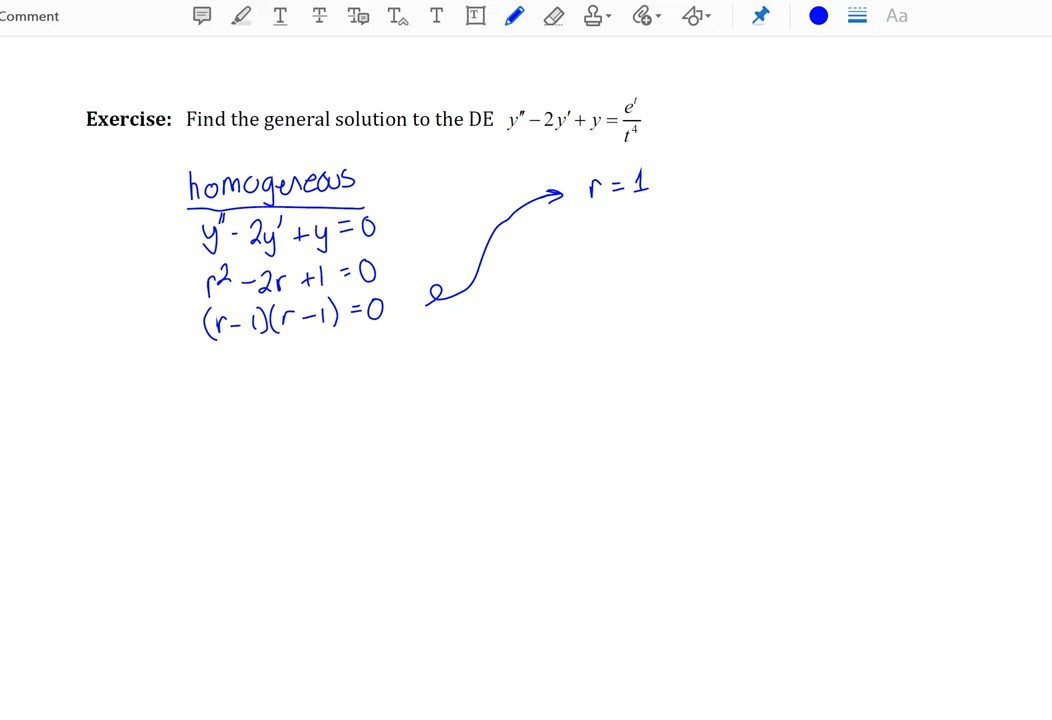 Comment
T T T T T T Aa
Exercise: Find the general solution to the DE y″ − 2y′ + y = e^t / t^4
homogeneous
y″ - 2y′ + y = 0
r² - 2r + 1 = 0
(r - 1)(r - 1) = 0
r = 1